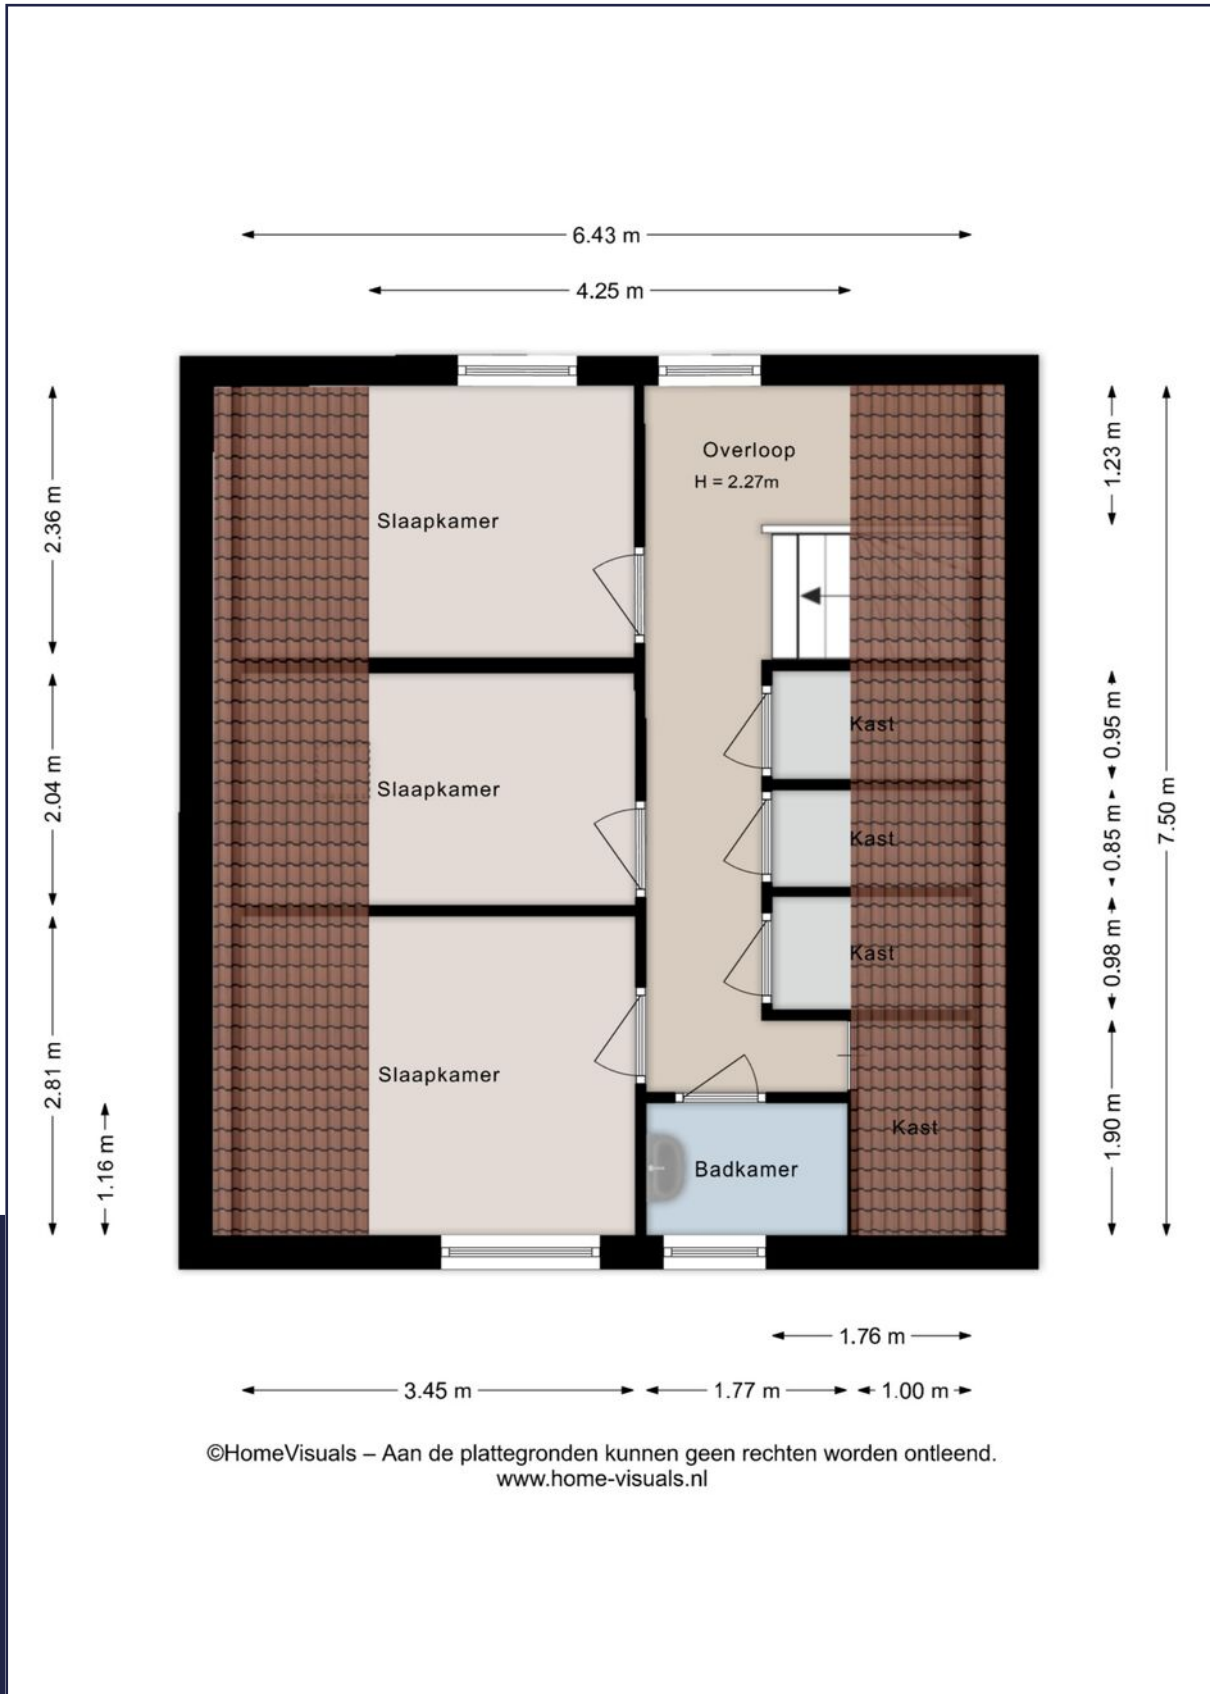 6.43 m
4.25 m
Overloop
H = 2.27m
Slaapkamer
2.36 m
1.23 m
Kast
0.95 m
Slaapkamer
2.04 m
Kast
0.85 m
7.50 m
Kast
0.98 m
Slaapkamer
2.81 m
Kast
1.90 m
1.16 m
Badkamer
1.76 m
3.45 m
1.77 m
1.00 m
©HomeVisuals – Aan de plattegronden kunnen geen rechten worden ontleend.
www.home-visuals.nl